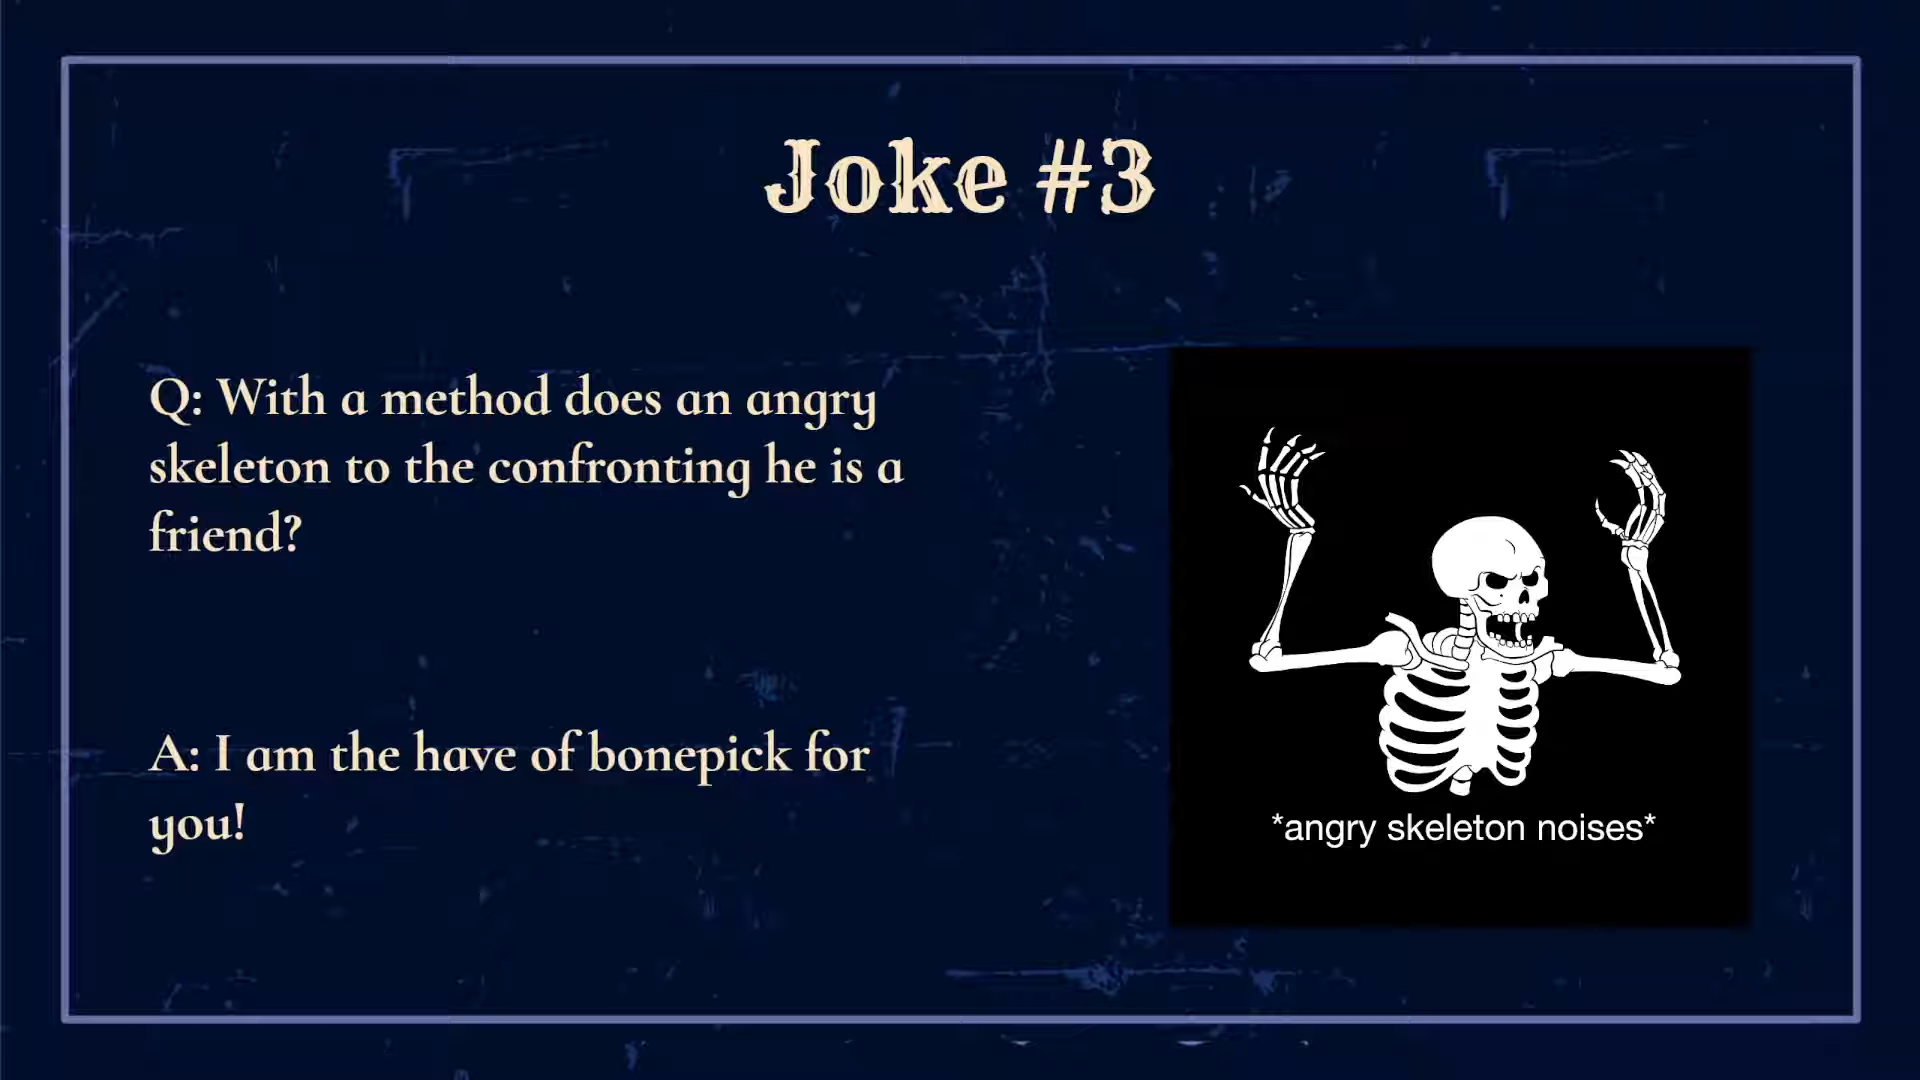 Joke #3
Q: With a method does an angry
skeleton to the confronting he is a
friend?
A: I am the have of bonepick for
you!
*angry skeleton noises*